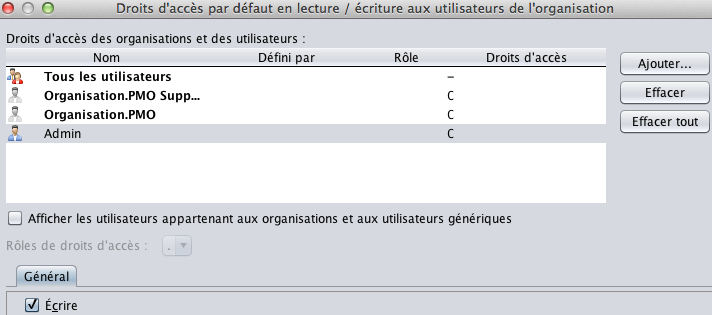 Droits d'accès par défaut en lecture / écriture aux utilisateurs de l'organisation
Droits d'accès des organisations et des utilisateurs :
Nom Défini par Rôle Droits d'accès
Tous les utilisateurs –
Organisation.PMO Supp... C
Organisation.PMO C
Admin C
Ajouter...
Effacer
Effacer tout
Afficher les utilisateurs appartenant aux organisations et aux utilisateurs génériques
Rôles de droits d'accès : .
Général
Écrire